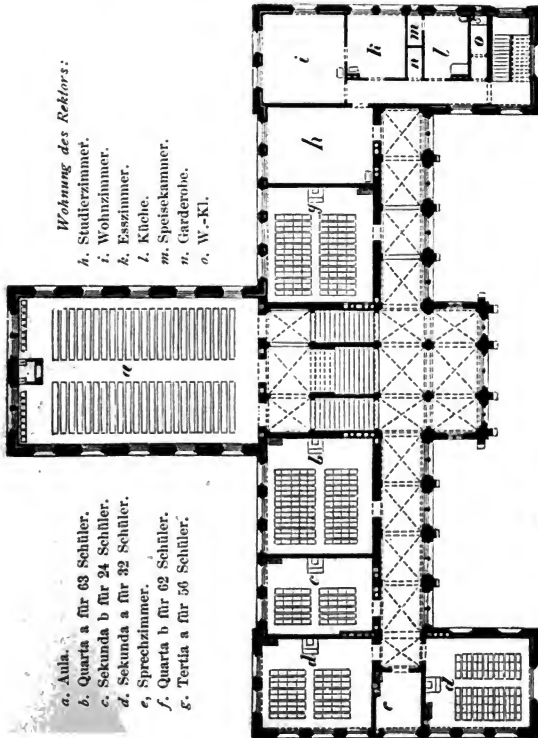 a. Aula.
b. Quarta a für 63 Schüler.
c. Sekunda b für 24 Schüler.
d. Sekunda a für 32 Schüler.
e, Sprechzimmer.
f. Quarta b für 62 Schüler.
g. Tertia a für 56 Schüler.
Wohnung des Rektors:
h. Studierzimmer.
i. Wohnzimmer.
k. Esszimmer.
l. Küche.
m. Speisekammer.
n. Garderobe.
o. W.-Kl.
a
d
c
b
g
h
i
e
k
n
m
d
l
o